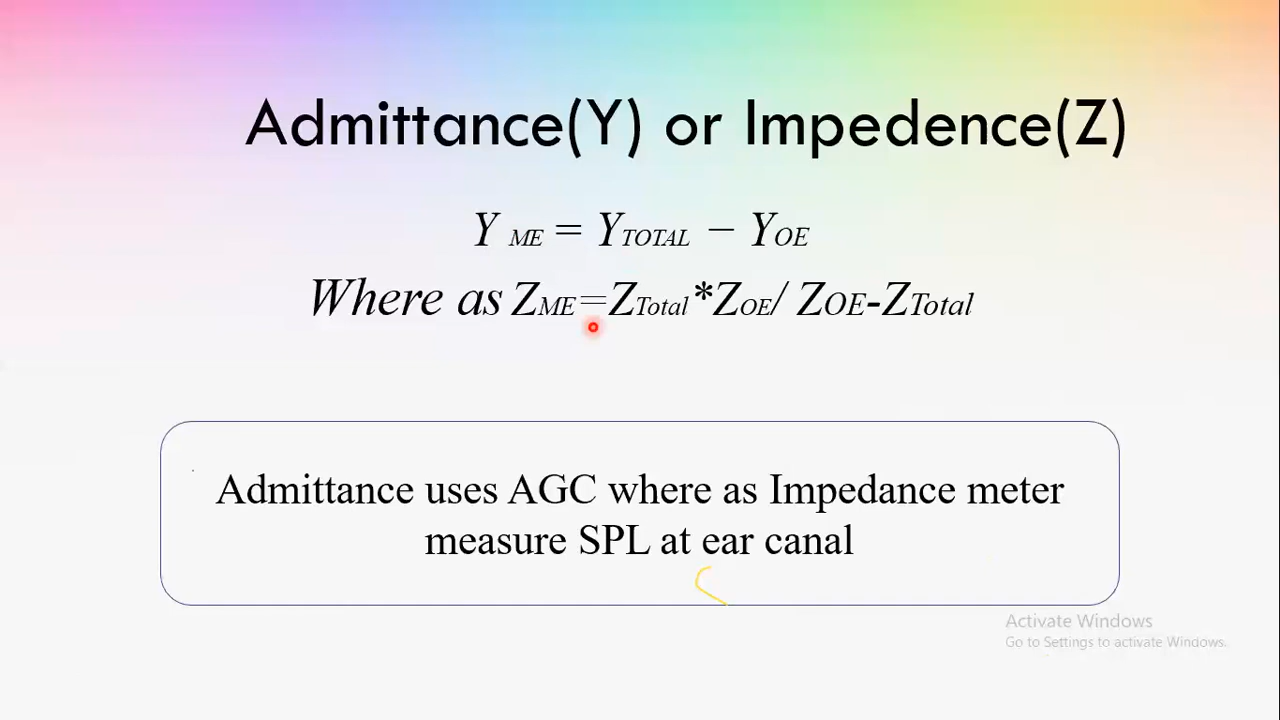 Admittance(Y) or Impedence(Z)
Y ME = YTOTAL − YOE
Where as ZME=ZTotal*ZOE/ ZOE-ZTotal
Admittance uses AGC where as Impedance meter
measure SPL at ear canal
Activate Windows
Go to Settings to activate Windows.